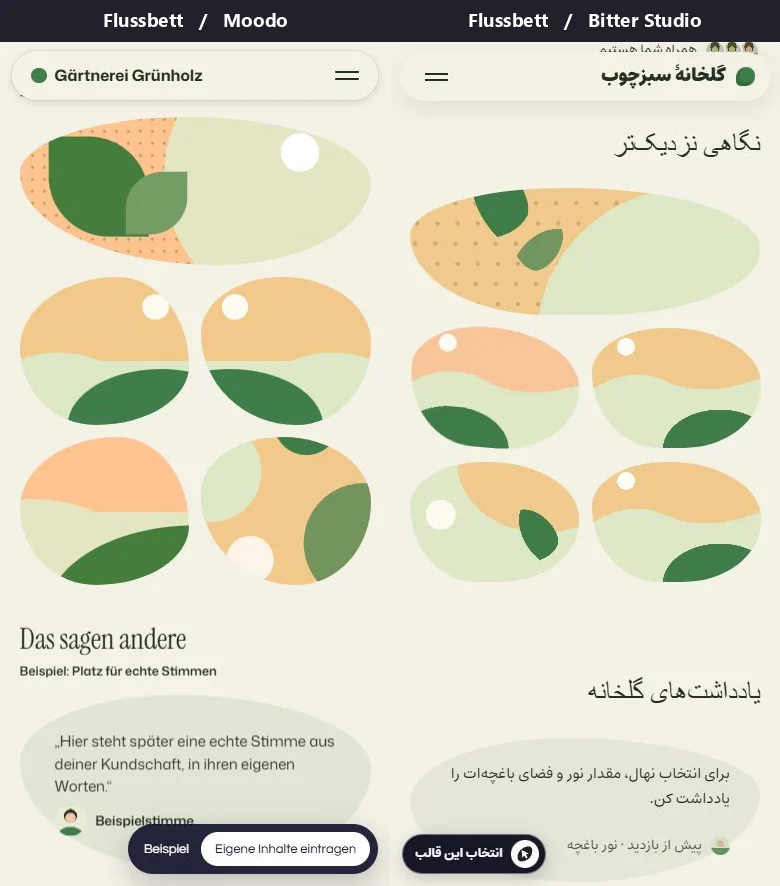 Flussbett / Moodo
Flussbett / Bitter Studio
Gärtnerei Grünholz
Das sagen andere
Beispiel: Platz für echte Stimmen
„Hier steht später eine echte Stimme aus
deiner Kundschaft, in ihren eigenen
Worten.“
Beispielstimme
Beispiel
Eigene Inhalte eintragen
همراه شما هستیم
گلخانهٔ سبزچوب
نگاهی نزدیک‌تر
یادداشت‌های گلخانه
برای انتخاب نهال، مقدار نور و فضای باغچه‌ات را
یادداشت کن.
پیش از بازدید · نور باغچه
انتخاب این قالب